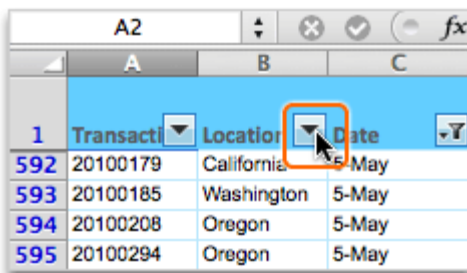 A2 fx
A B C
1 Transacti Location Date
592 20100179 California 5-May
593 20100185 Washington 5-May
594 20100208 Oregon 5-May
595 20100294 Oregon 5-May